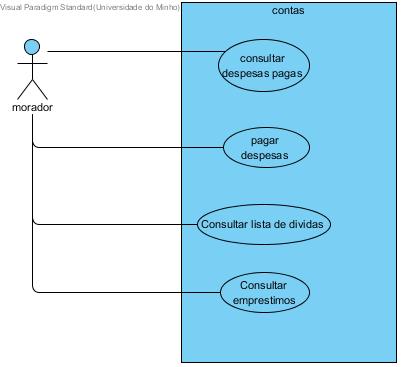 Visual Paradigm Standard(Universidade do Minho)
contas
consultar
despesas pagas
morador
pagar
despesas
Consultar lista de dividas
Consultar
emprestimos